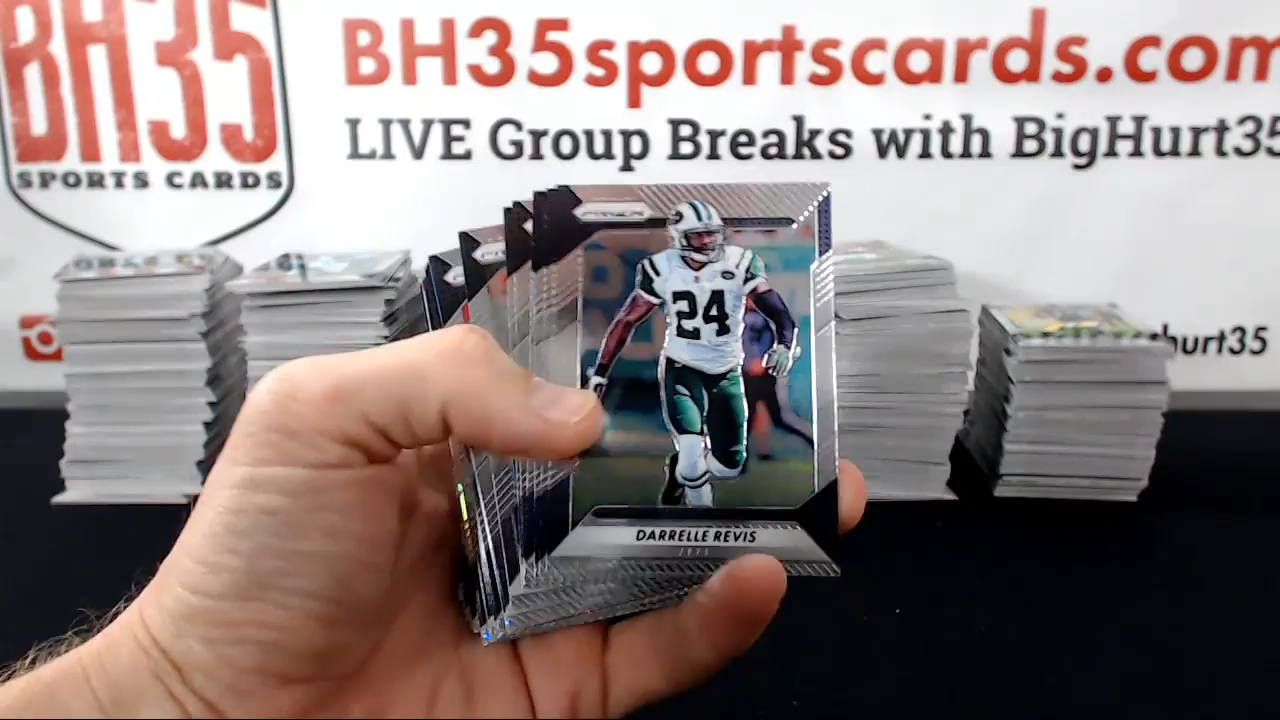 BH35
SPORTS CARDS
BH35sportscards.com
LIVE Group Breaks with BigHurt35
hurt35
PRIZM
24
DARRELLE REVIS
JETS